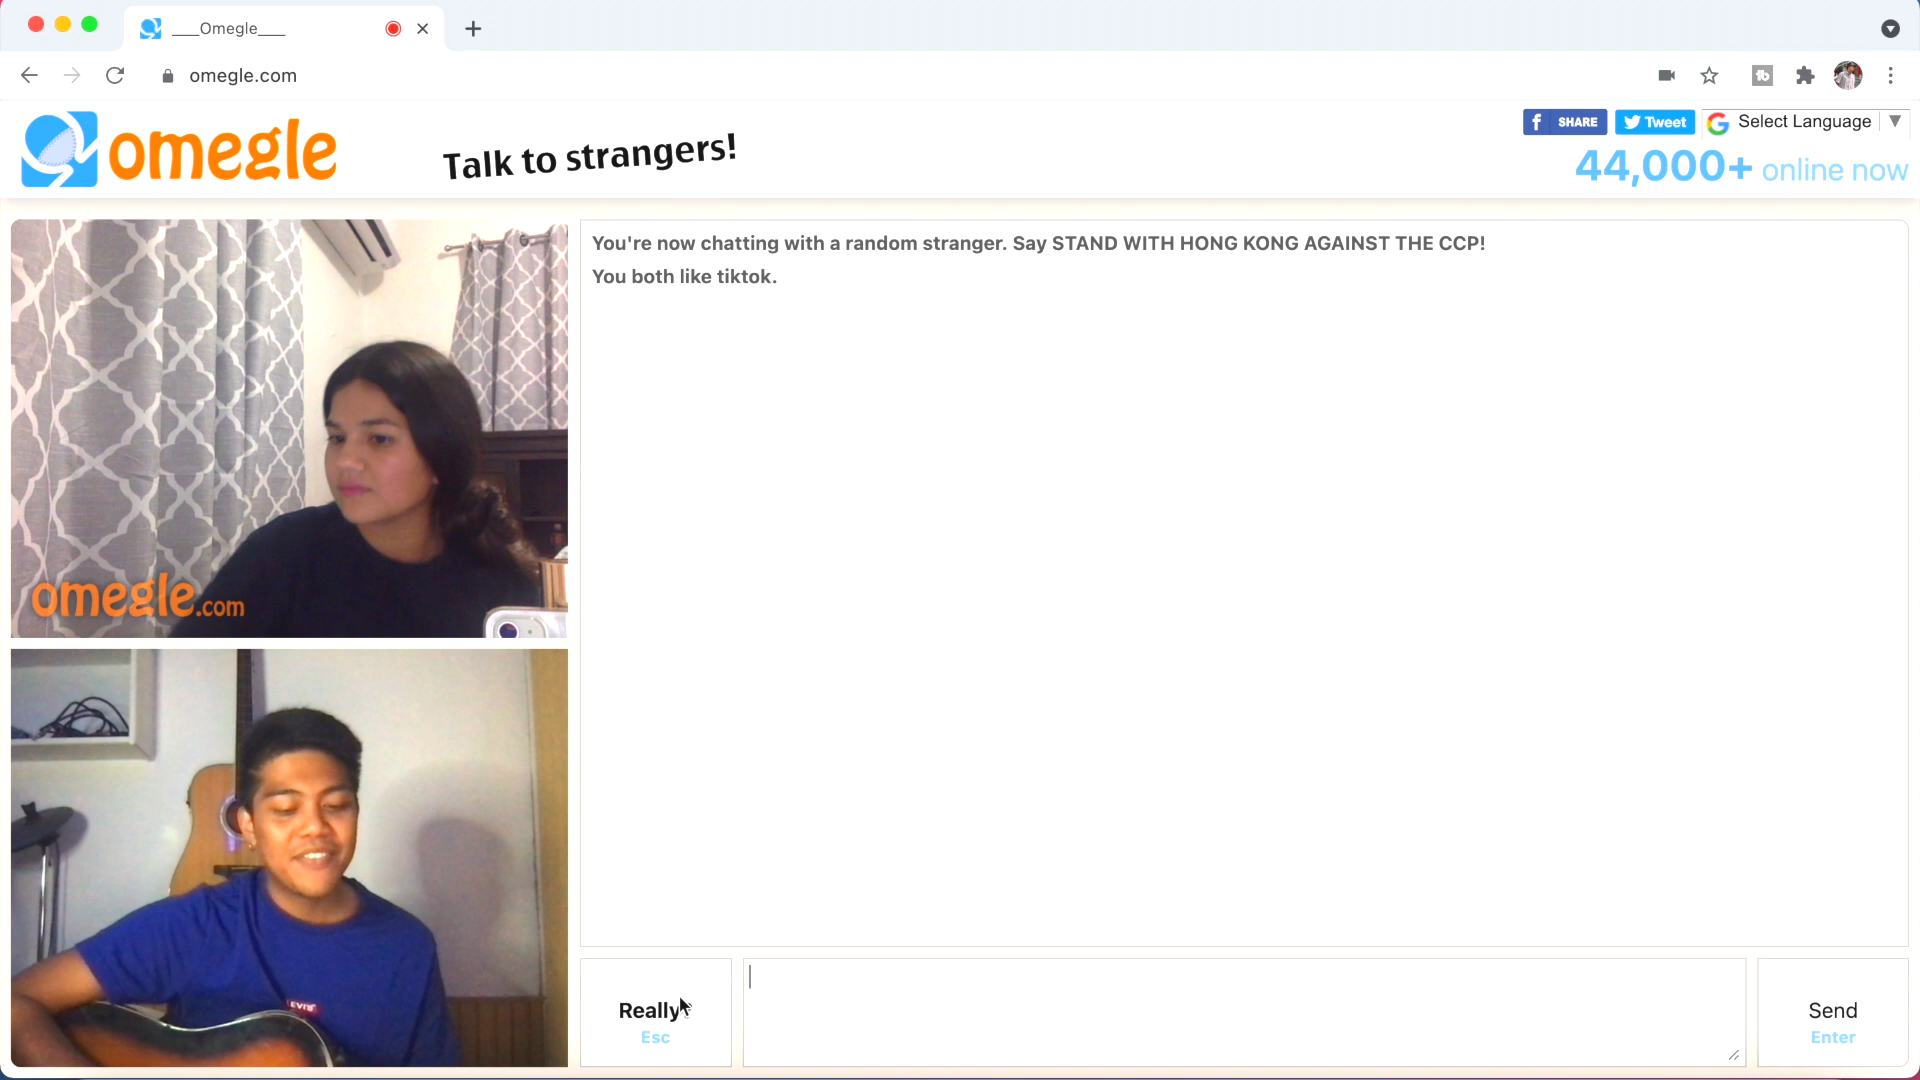 ___Omegle___
omegle.com
omegle
Talk to strangers!
SHARE
Tweet
Select Language
44,000+ online now
You're now chatting with a random stranger. Say STAND WITH HONG KONG AGAINST THE CCP!
You both like tiktok.
omegle.com
LEVI'S
Really
Esc
Send
Enter